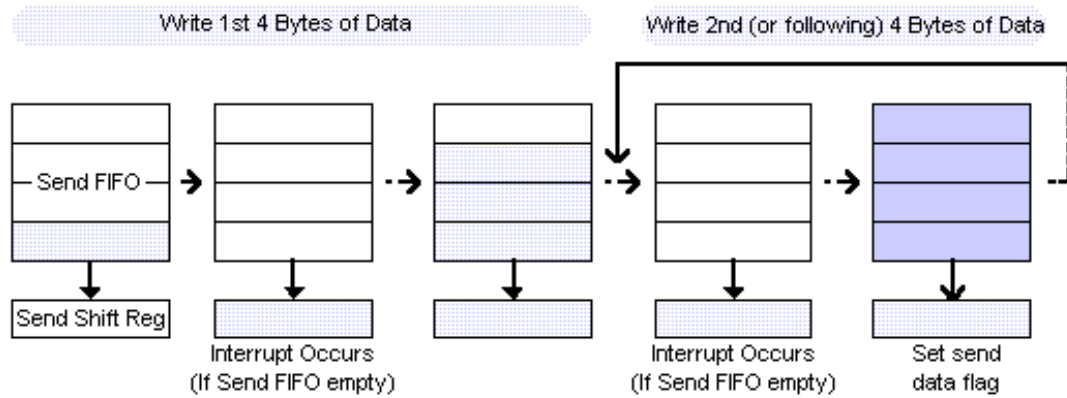 Write 1st 4 Bytes of Data
Write 2nd (or following) 4 Bytes of Data
Send FIFO
Send Shift Reg
Interrupt Occurs
(If Send FIFO empty)
Interrupt Occurs
(If Send FIFO empty)
Set send
data flag